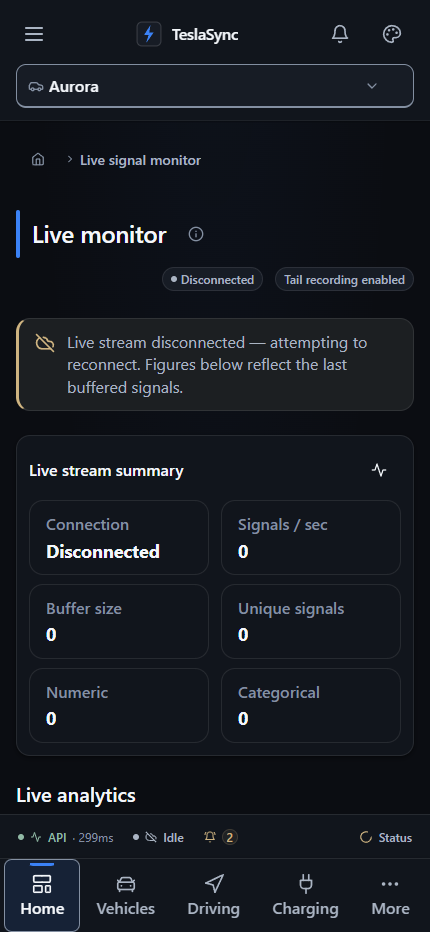 TeslaSync
Aurora
Live signal monitor
Live monitor
Disconnected
Tail recording enabled
Live stream disconnected — attempting to
reconnect. Figures below reflect the last
buffered signals.
Live stream summary
Connection
Disconnected
Signals / sec
0
Buffer size
0
Unique signals
0
Numeric
0
Categorical
0
Live analytics
API · 299ms
Idle
2
Status
Home
Vehicles
Driving
Charging
More